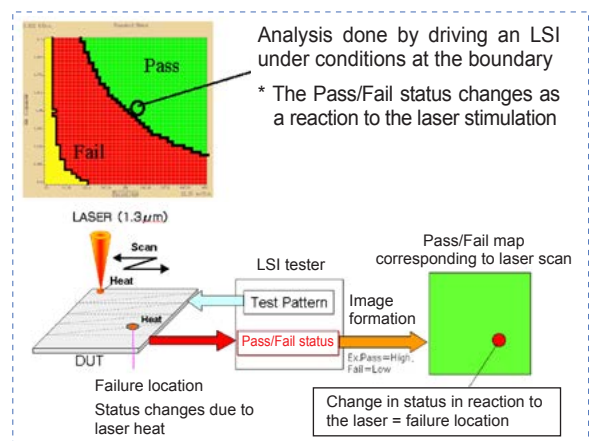 Analysis done by driving an LSI
under conditions at the boundary
* The Pass/Fail status changes as
a reaction to the laser stimulation
Pass
Fail
LASER (1.3μm)
Scan
Heat
Heat
DUT
Failure location
Status changes due to
laser heat
LSI tester
Test Pattern
Pass/Fail status
Image
formation
Ex.Pass=High,
Fail=Low
Pass/Fail map
corresponding to laser scan
Change in status in reaction to
the laser = failure location